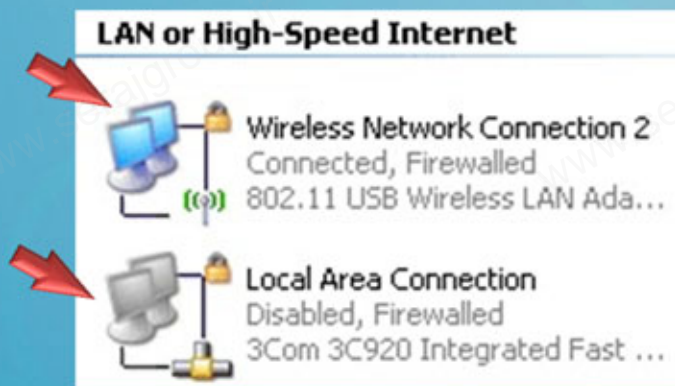 LAN or High-Speed Internet
Wireless Network Connection 2
Connected, Firewalled
802.11 USB Wireless LAN Ada...
Local Area Connection
Disabled, Firewalled
3Com 3C920 Integrated Fast ...